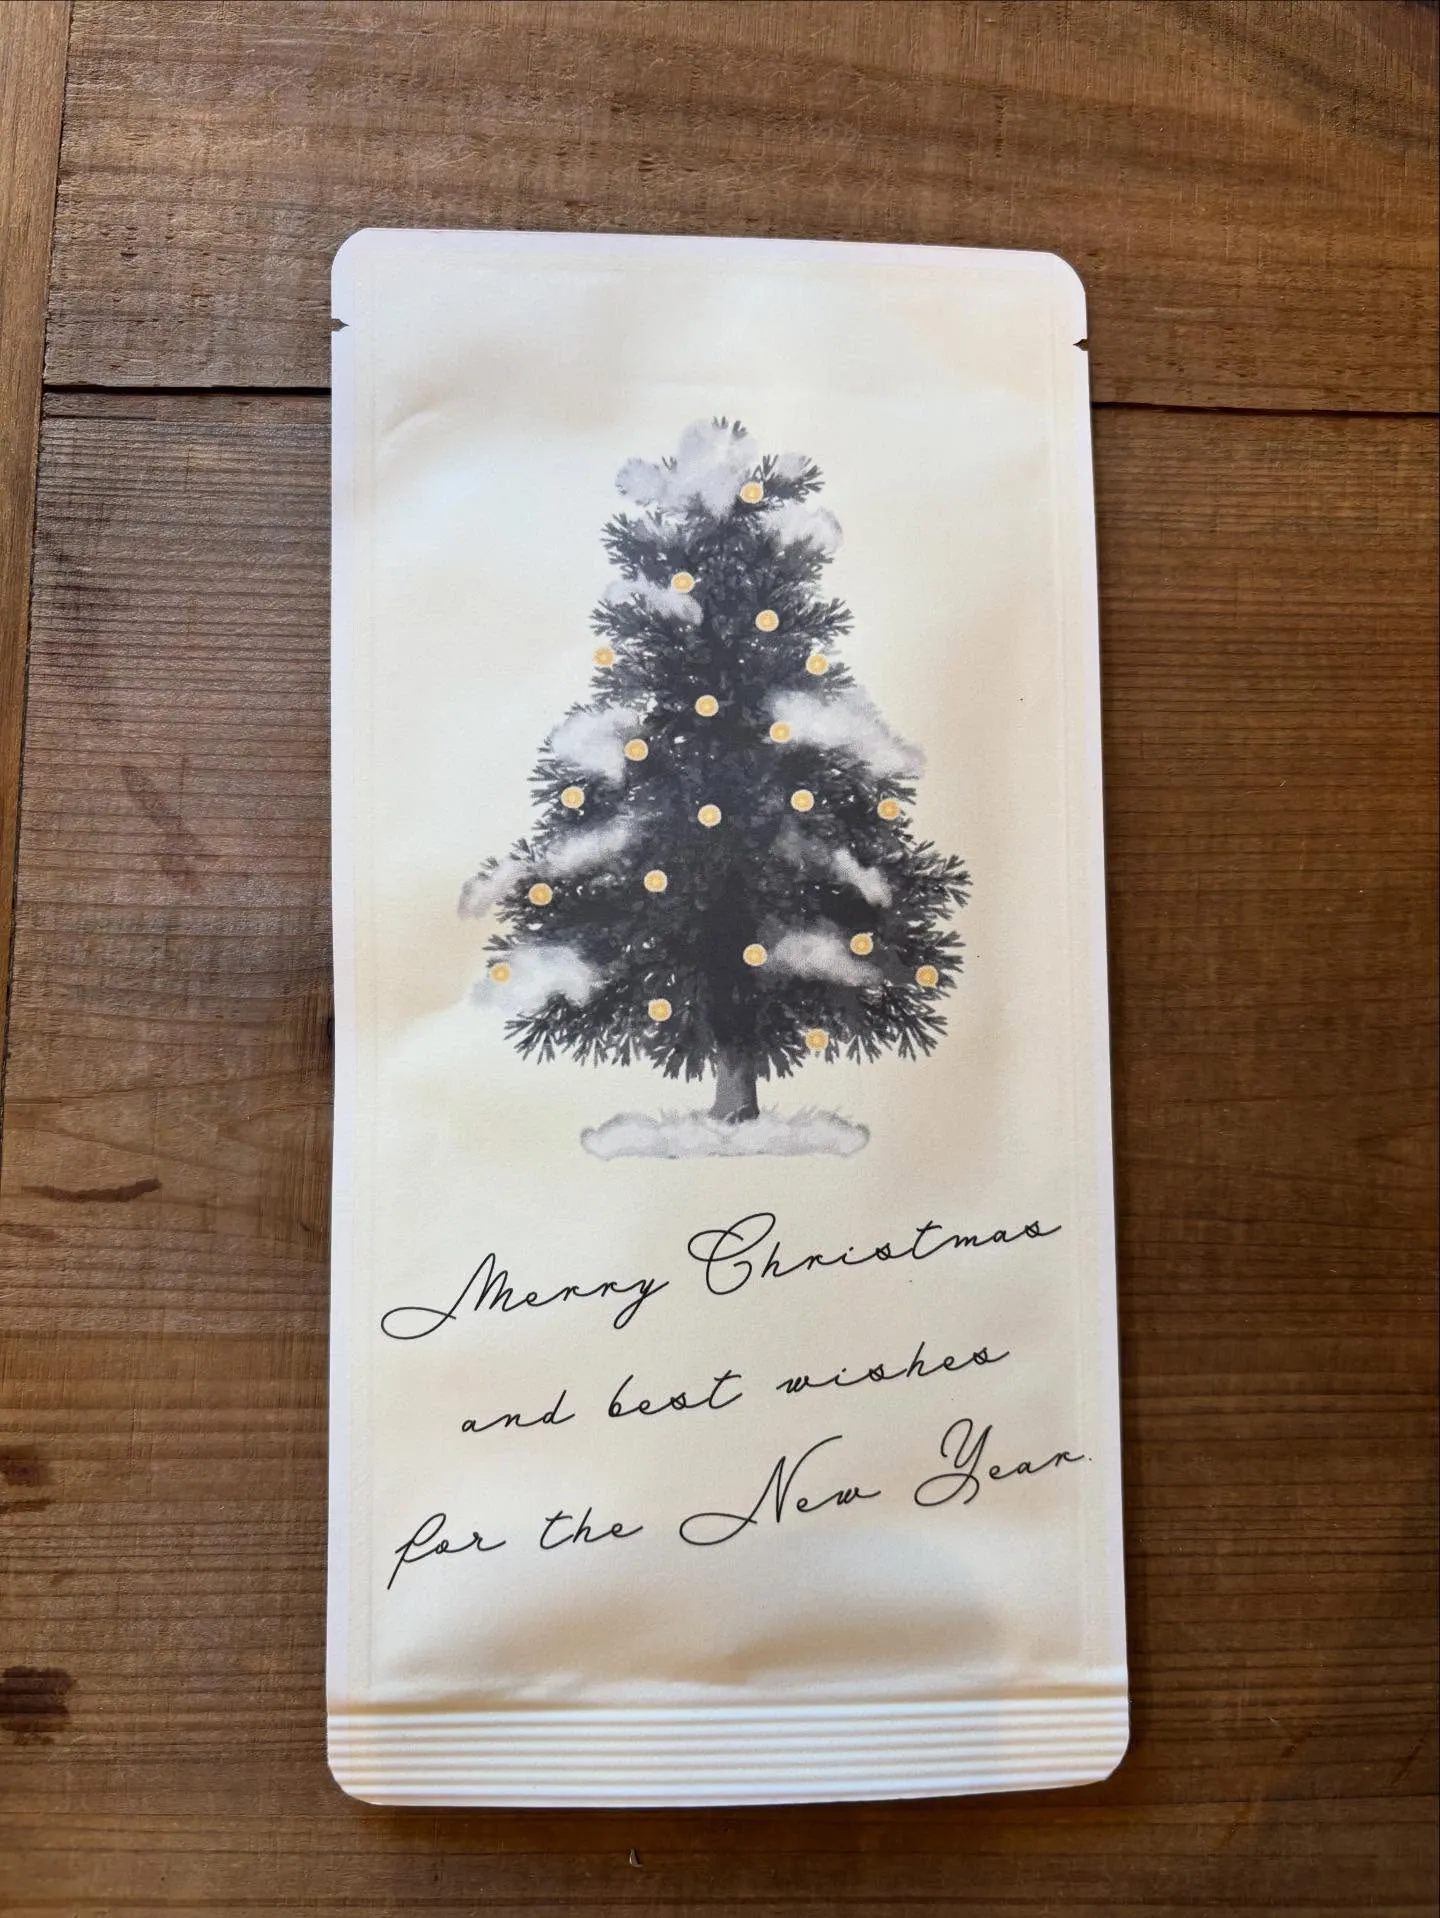 Merry Christmas
and best wishes
for the New Year.